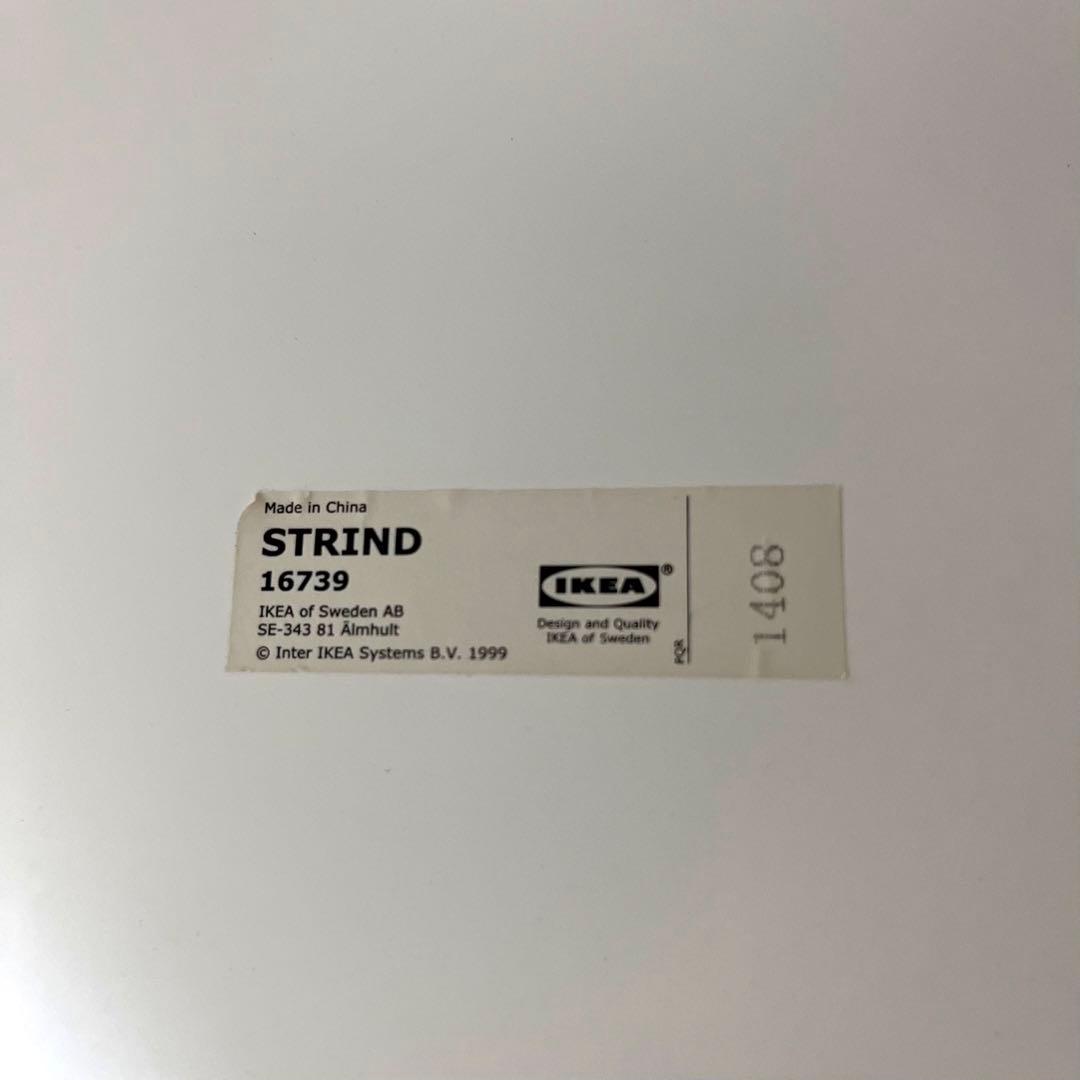 Made in China
STRIND
16739
IKEA of Sweden AB
SE-343 81 Älmhult
© Inter IKEA Systems B.V. 1999
IKEA®
Design and Quality
IKEA of Sweden
PQR
1408